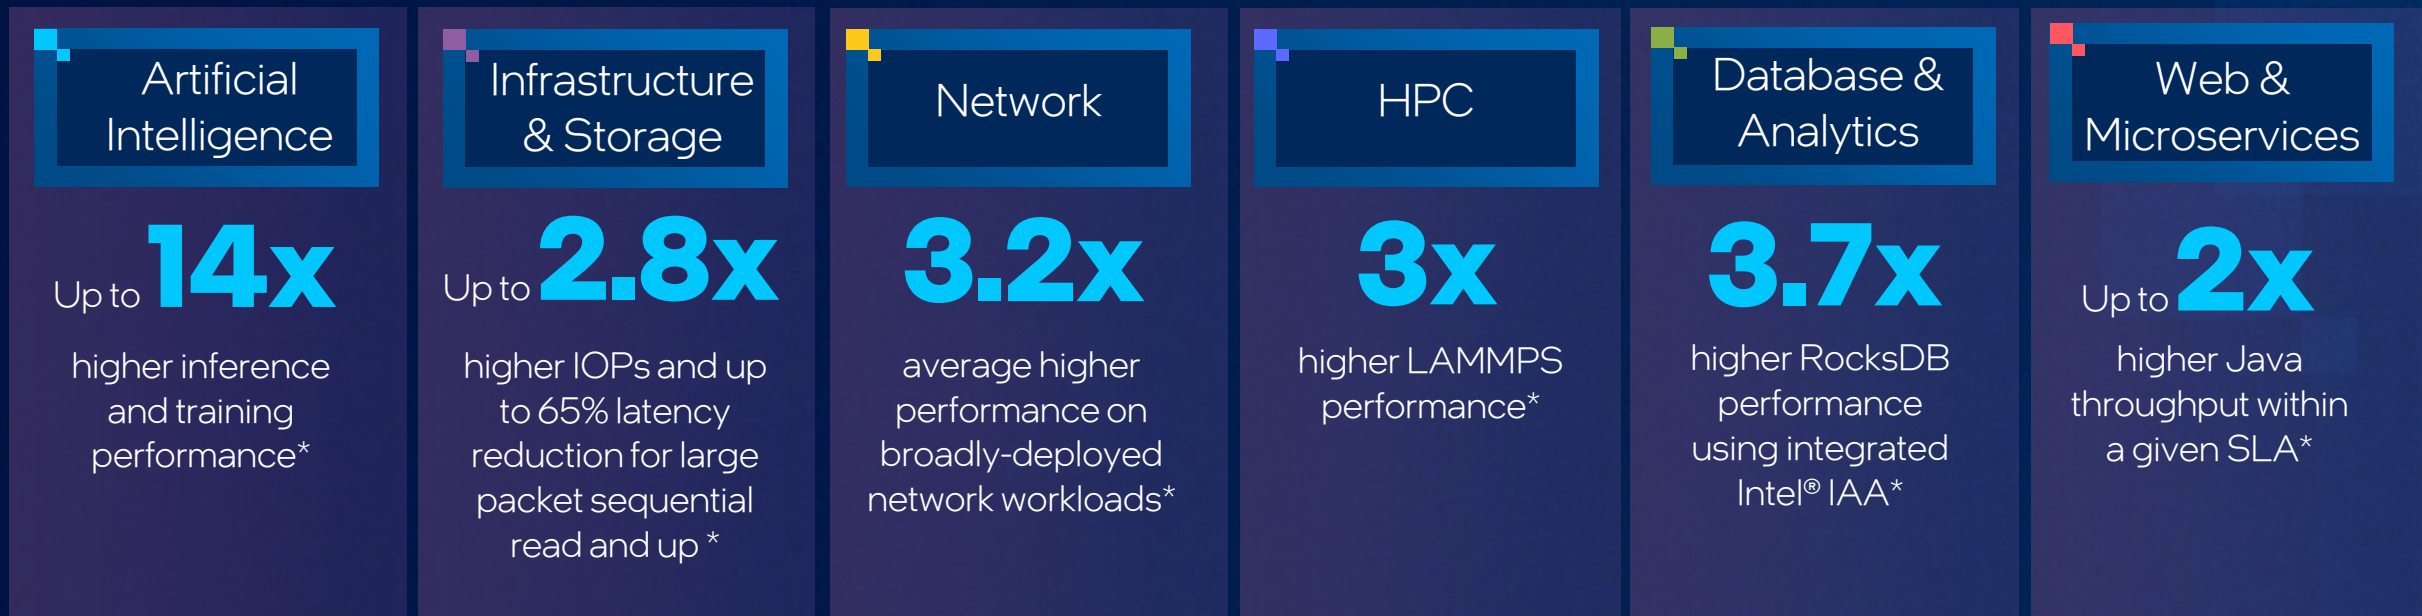 Artificial
Intelligence
Up to 14x
higher inference
and training
performance*
Infrastructure
& Storage
Up to 2.8x
higher IOPs and up
to 65% latency
reduction for large
packet sequential
read and up *
Network
3.2x
average higher
performance on
broadly-deployed
network workloads*
HPC
3x
higher LAMMPS
performance*
Database &
Analytics
3.7x
higher RocksDB
performance
using integrated
Intel® IAA*
Web &
Microservices
Up to 2x
higher Java
throughput within
a given SLA*